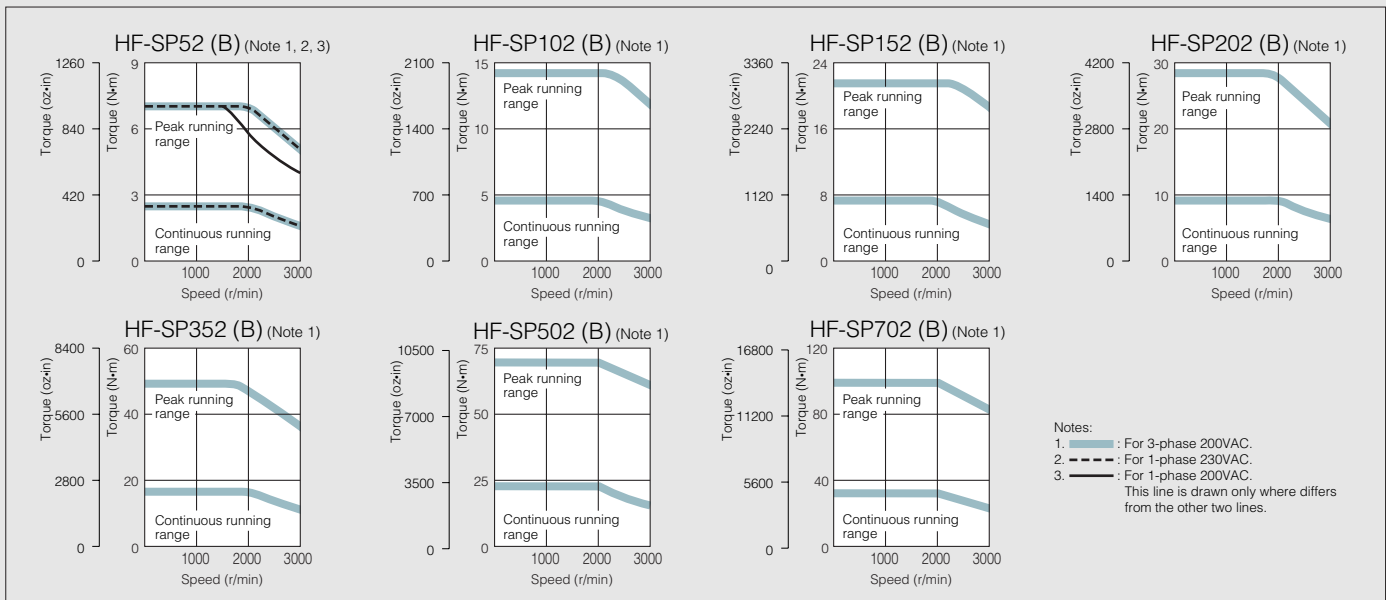 HF-SP52 (B) (Note 1, 2, 3)
Torque (oz•in)
1260
840
420
0
Torque (N•m)
9
6
3
0
Peak running
range
Continuous running
range
1000 2000 3000
Speed (r/min)
HF-SP102 (B) (Note 1)
Torque (oz•in)
2100
1400
700
0
Torque (N•m)
15
10
5
0
Peak running
range
Continuous running
range
1000 2000 3000
Speed (r/min)
HF-SP152 (B) (Note 1)
Torque (oz•in)
3360
2240
1120
0
Torque (N•m)
24
16
8
0
Peak running
range
Continuous running
range
1000 2000 3000
Speed (r/min)
HF-SP202 (B) (Note 1)
Torque (oz•in)
4200
2800
1400
0
Torque (N•m)
30
20
10
0
Peak running
range
Continuous running
range
1000 2000 3000
Speed (r/min)
HF-SP352 (B) (Note 1)
Torque (oz•in)
8400
5600
2800
0
Torque (N•m)
60
40
20
0
Peak running
range
Continuous running
range
1000 2000 3000
Speed (r/min)
HF-SP502 (B) (Note 1)
Torque (oz•in)
10500
7000
3500
0
Torque (N•m)
75
50
25
0
Peak running
range
Continuous running
range
1000 2000 3000
Speed (r/min)
HF-SP702 (B) (Note 1)
Torque (oz•in)
16800
11200
5600
0
Torque (N•m)
120
80
40
0
Peak running
range
Continuous running
range
1000 2000 3000
Speed (r/min)
Notes:
1. : For 3-phase 200VAC.
2. : For 1-phase 230VAC.
3. : For 1-phase 200VAC.
This line is drawn only where differs
from the other two lines.